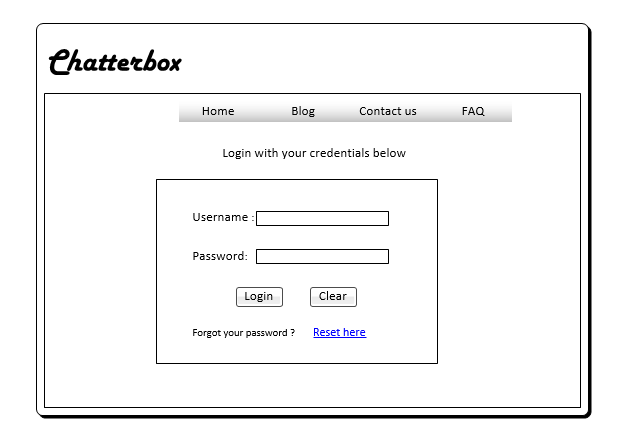 Chatterbox
Home Blog Contact us FAQ
Login with your credentials below
Username :
Password:
Login Clear
Forgot your password ? Reset here